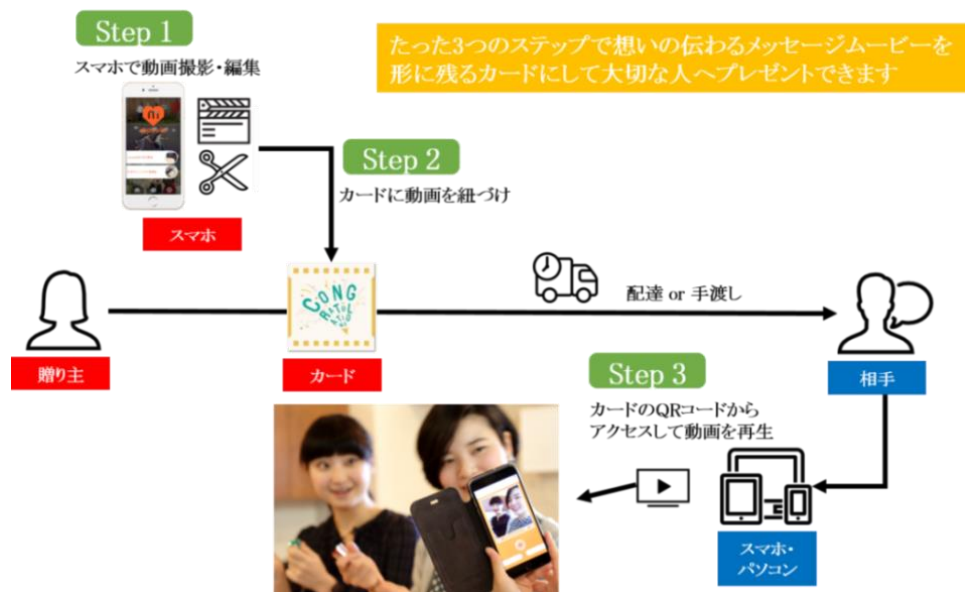 Step 1
スマホで動画撮影・編集
たった3つのステップで想いの伝わるメッセージムービーを
形に残るカードにして大切な人へプレゼントできます
Step 2
カードに動画を紐づけ
スマホ
CONG
RATUL
ATIONS
配達 or 手渡し
贈り主
カード
相手
Step 3
カードのQRコードから
アクセスして動画を再生
スマホ・
パソコン